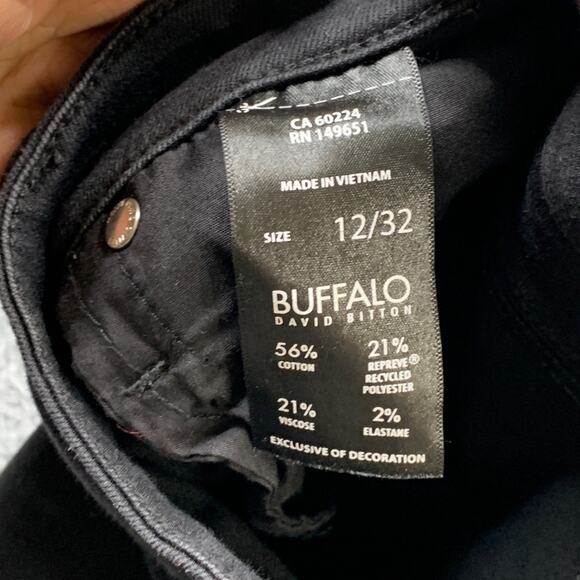 CA 60224
RN 149651
MADE IN VIETNAM
SIZE 12/32
BUFFALO
DAVID BITTON
56% COTTON
21% REPREVE® RECYCLED POLYESTER
21% VISCOSE
2% ELASTANE
EXCLUSIVE OF DECORATION